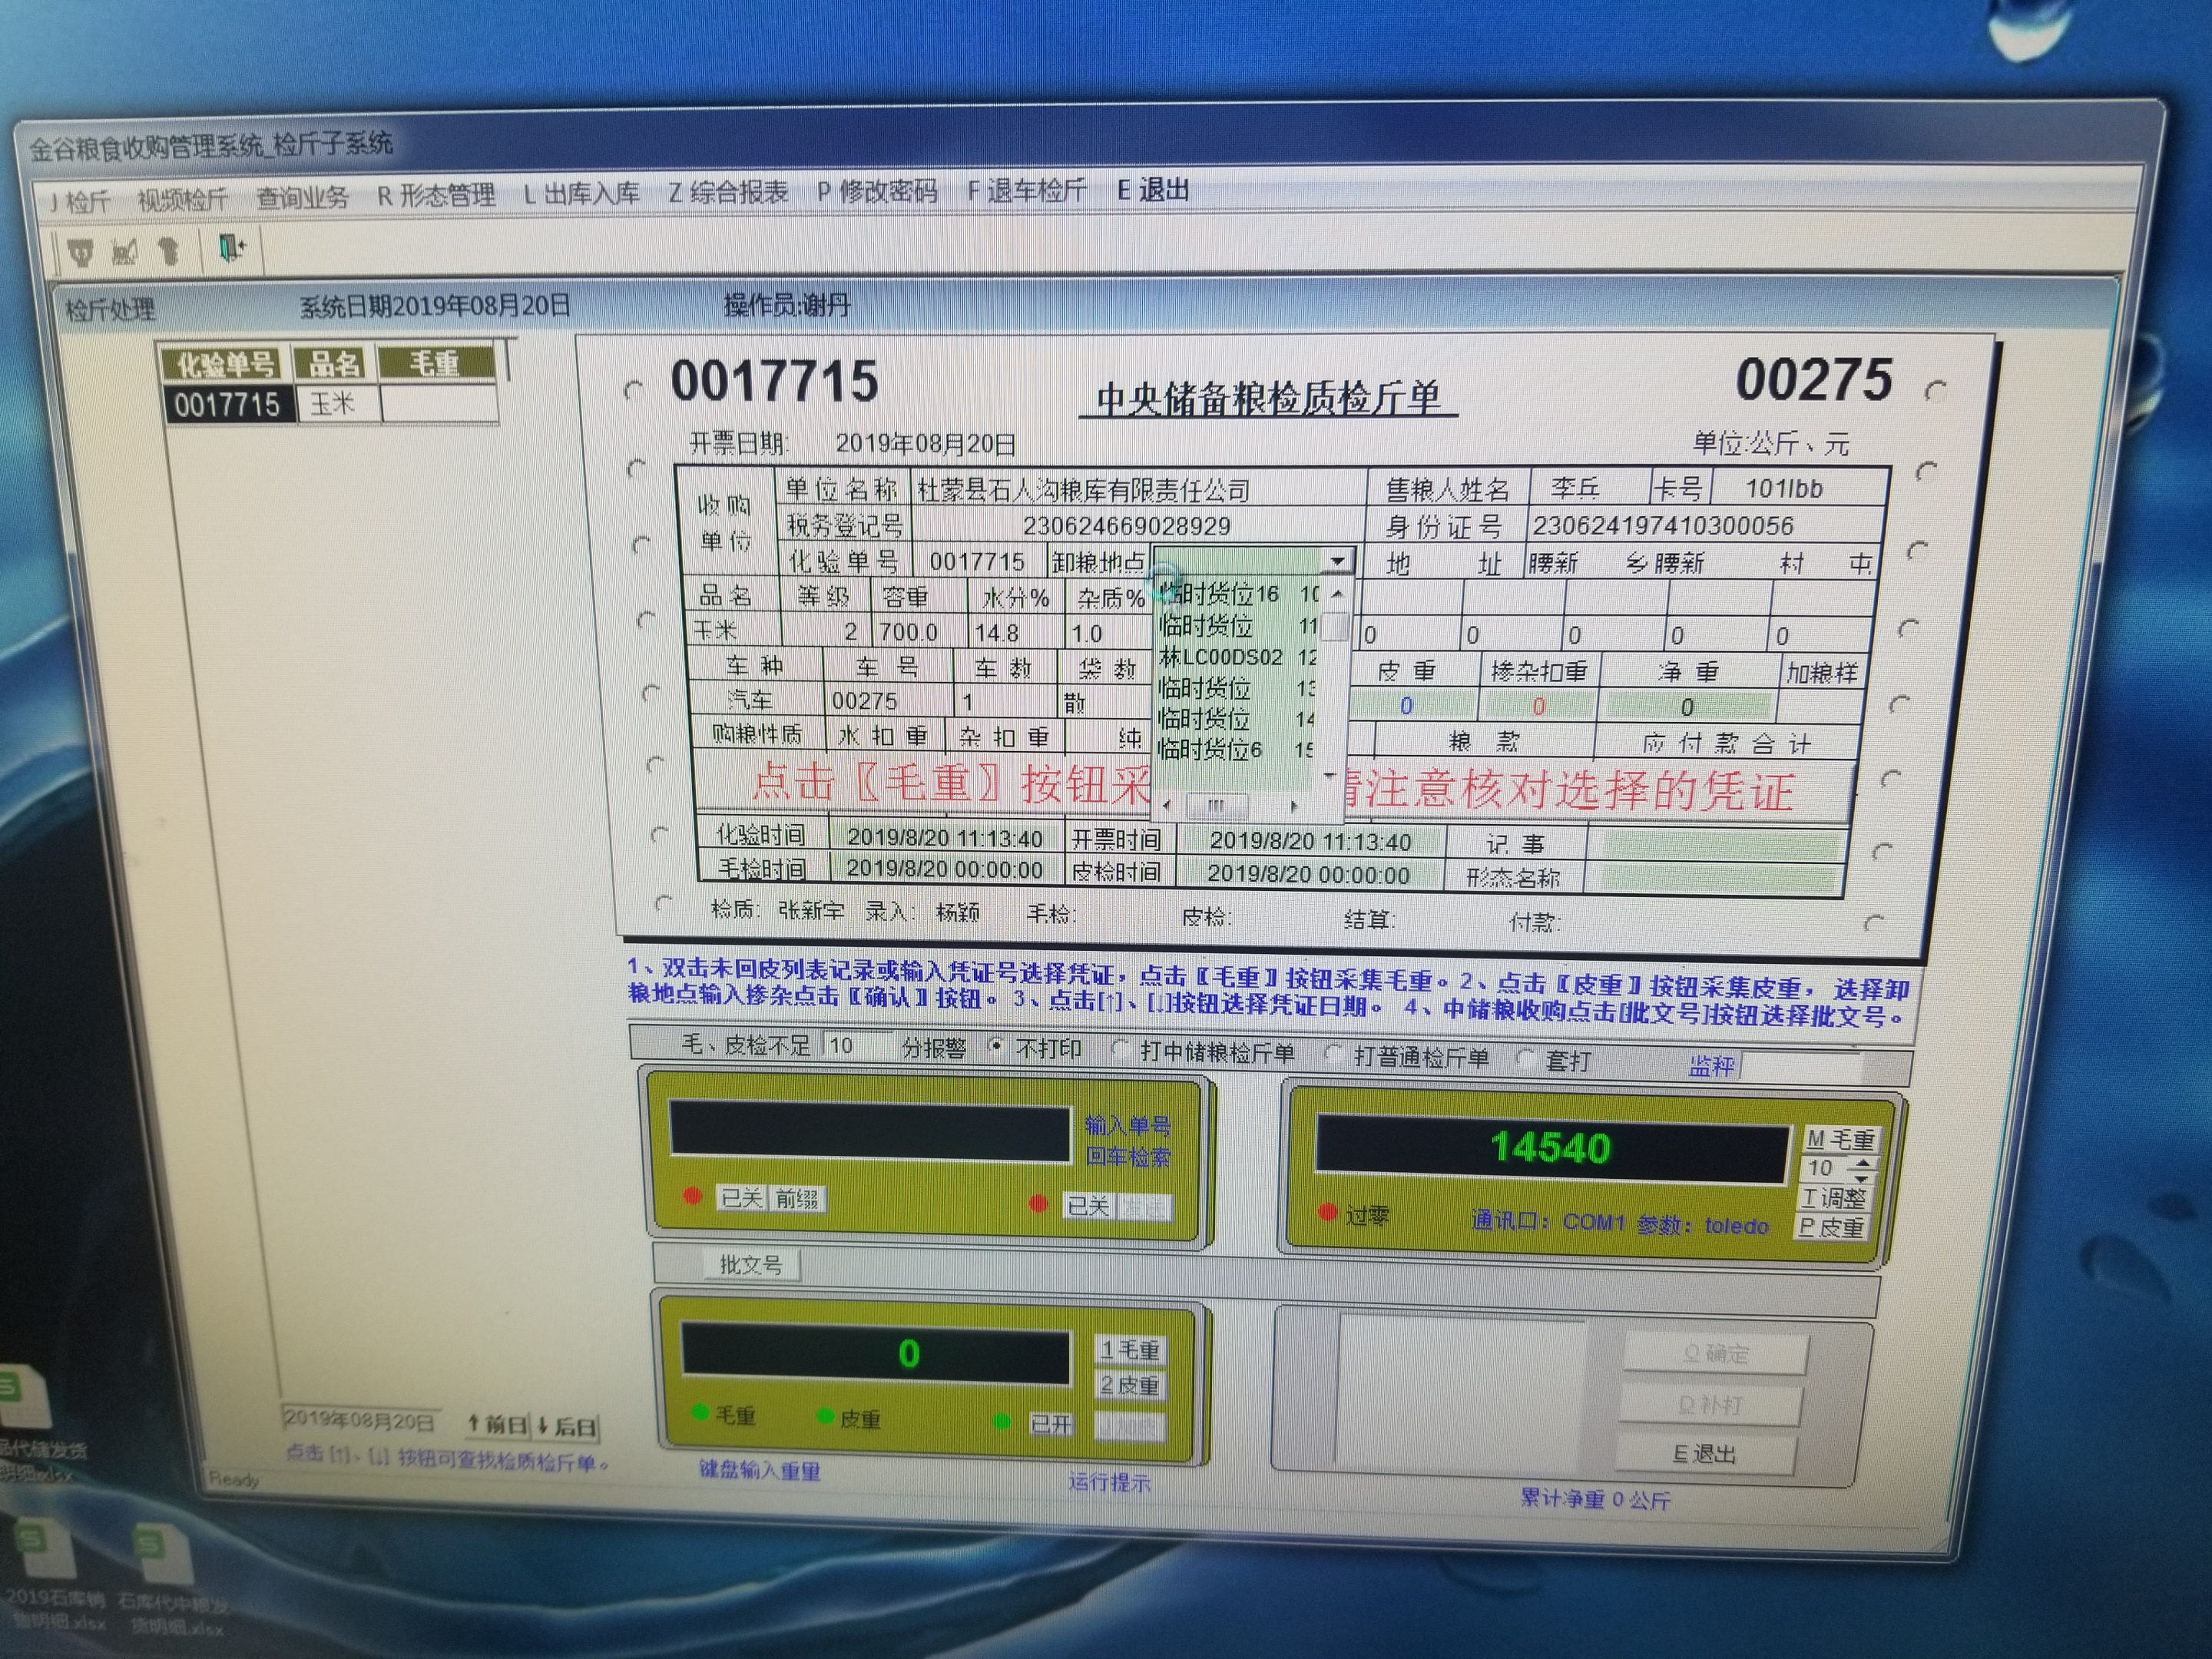 金谷粮食收购管理系统_检斤子系统
J 检斤 视频检斤 查询业务 R 形态管理 L 出库入库 Z 综合报表 P 修改密码 F 退车检斤 E 退出
检斤处理 系统日期2019年08月20日 操作员:谢丹
化验单号 品名 毛重
0017715 玉米
0017715 中央储备粮检质检斤单 00275
开票日期: 2019年08月20日 单位:公斤、元
收购单位 单位名称 杜蒙县石人沟粮库有限责任公司 售粮人姓名 李兵 卡号 101lbb
税务登记号 230624669028929 身份证号 230624197410300056
化验单号 0017715 卸粮地点 地址 腰新 乡 腰新 村 屯
品名 等级 容重 水分% 杂质%
玉米 2 700.0 14.8 1.0 0 0 0 0 0
临时货位16 10
临时货位 11
林LC00DS02 12
临时货位 13
临时货位 14
临时货位6 15
车种 车号 车数 袋数 皮重 掺杂扣重 净重 加粮样
汽车 00275 1 散 0 0 0
购粮性质 水扣重 杂扣重 纯 粮款 应付款合计
点击〖毛重〗按钮采 请注意核对选择的凭证
化验时间 2019/8/20 11:13:40 开票时间 2019/8/20 11:13:40 记事
毛检时间 2019/8/20 00:00:00 皮检时间 2019/8/20 00:00:00 形态名称
检质: 张新宇 录入: 杨颖 毛检: 皮检: 结算: 付款:
1、双击未回皮列表记录或输入凭证号选择凭证，点击〖毛重〗按钮采集毛重。2、点击〖皮重〗按钮采集皮重，选择卸
粮地点输入掺杂点击〖确认〗按钮。3、点击[↑]、[↓]按钮选择凭证日期。 4、中储粮收购点击[批文号]按钮选择批文号。
毛、皮检不足 10 分报警 不打印 打中储粮检斤单 打普通检斤单 套打 监秤
输入单号
回车检索
已关 前缀 已关
14540
M 毛重
10
T 调整
P 皮重
过零 通讯口: COM1 参数: toledo
批文号
0
1 毛重
2 皮重
毛重 皮重 已开
键盘输入重量 运行提示
O 确定
D 补打
E 退出
累计净重 0 公斤
2019年08月20日 ↑前日 ↓后日
点击 [↑]、[↓] 按钮可查找检质检斤单。
Ready
品代储发货
明细.xlsx
2019石库销
售明细.xlsx
石库代中粮发
货明细.xlsx